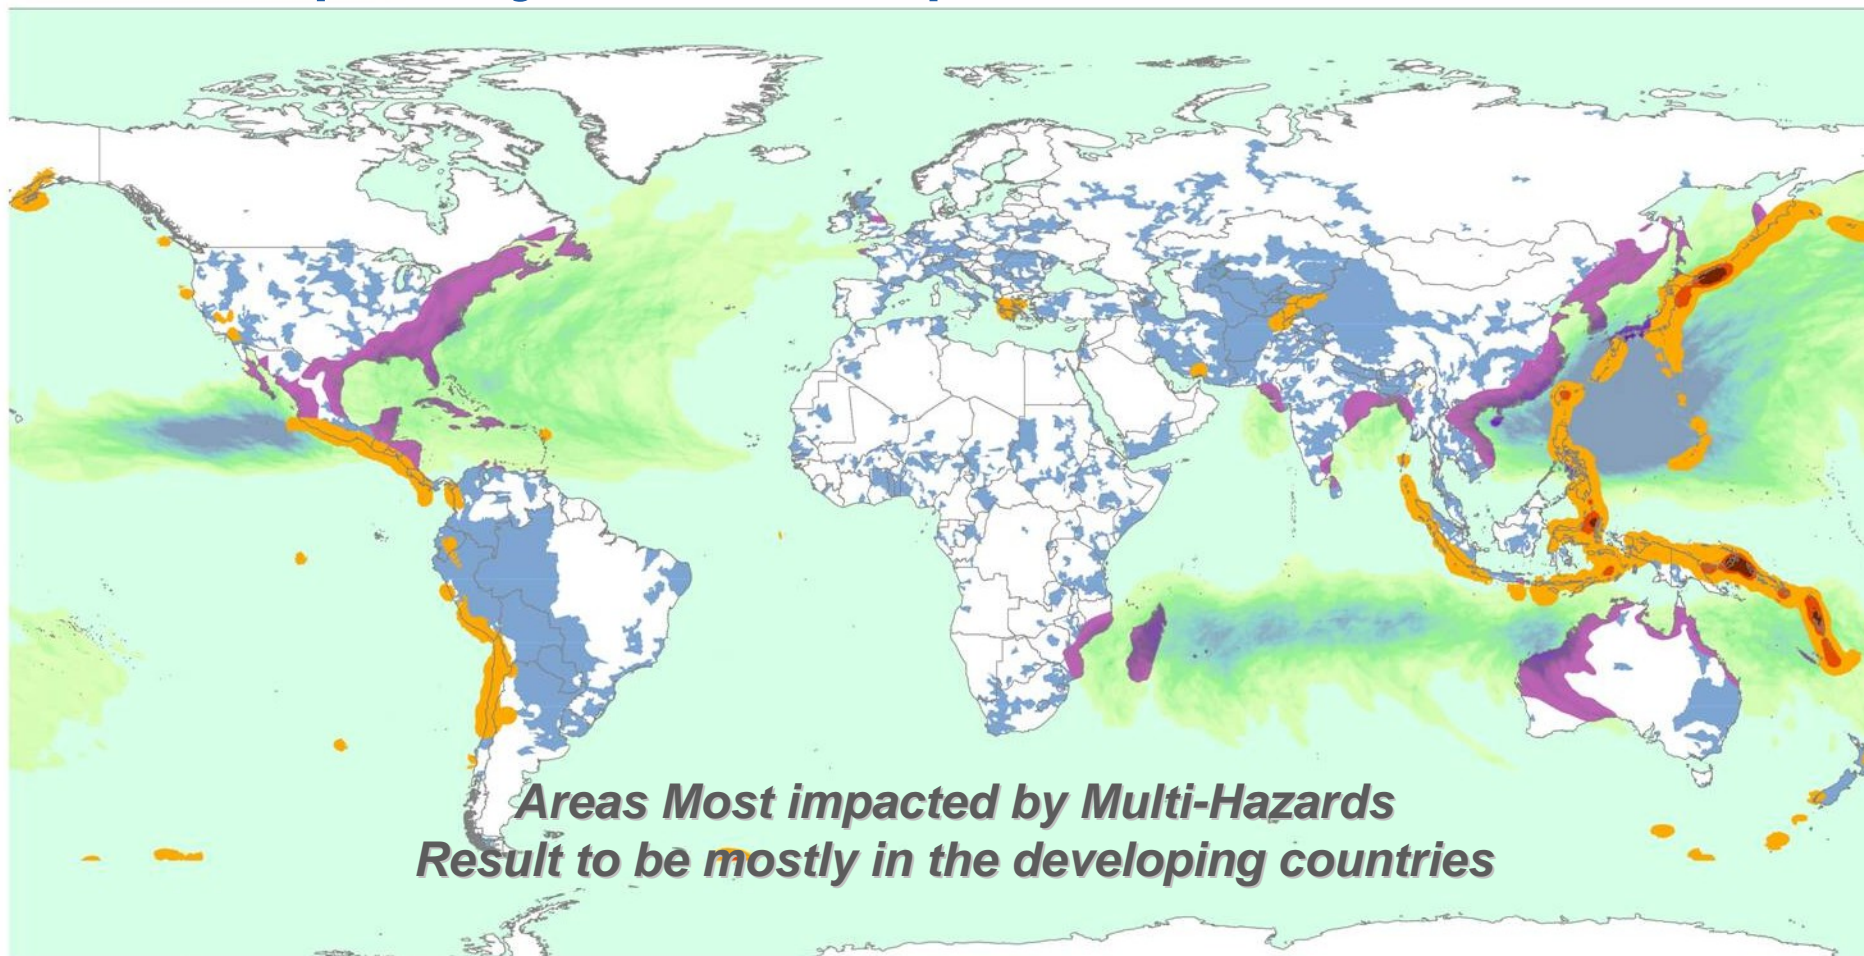 Areas Most impacted by Multi-Hazards
Result to be mostly in the developing countries